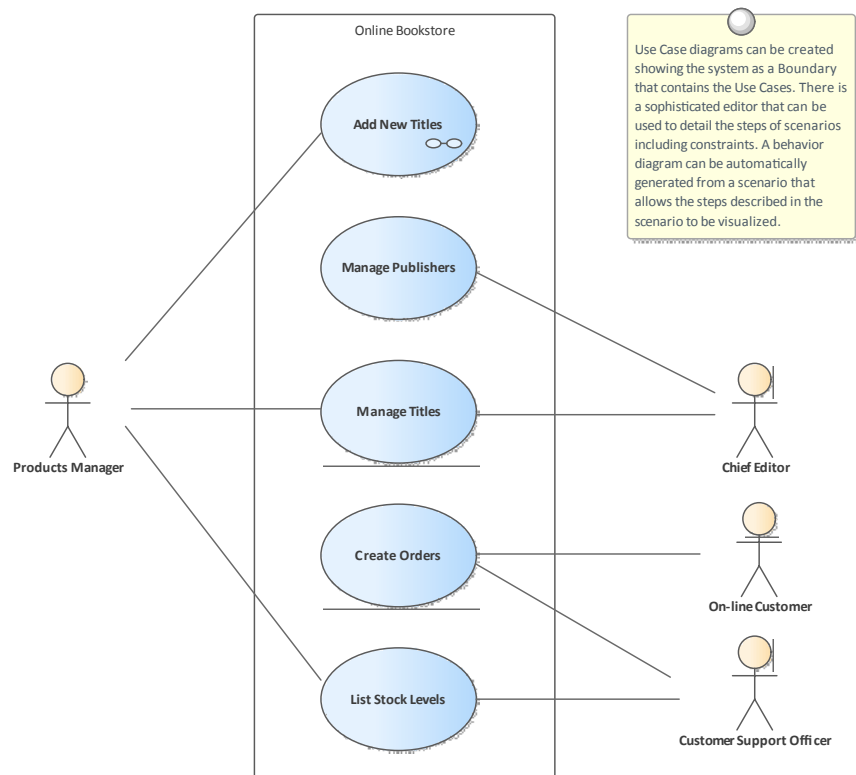 Online Bookstore
Use Case diagrams can be created
showing the system as a Boundary
that contains the Use Cases. There is
a sophisticated editor that can be
used to detail the steps of scenarios
including constraints. A behavior
diagram can be automatically
generated from a scenario that
allows the steps described in the
scenario to be visualized.
Add New Titles
Manage Publishers
Manage Titles
Products Manager
Chief Editor
Create Orders
On-line Customer
List Stock Levels
Customer Support Officer